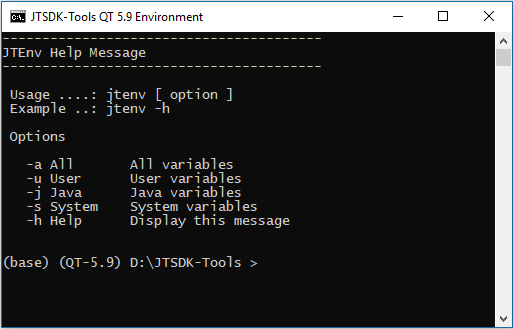 JTSDK-Tools QT 5.9 Environment
----------------------------------------
JTEnv Help Message
----------------------------------------
Usage ....: jtenv [ option ]
Example ..: jtenv -h
Options
-a All       All variables
-u User      User variables
-j Java      Java variables
-s System    System variables
-h Help      Display this message
(base) (QT-5.9) D:\JTSDK-Tools >